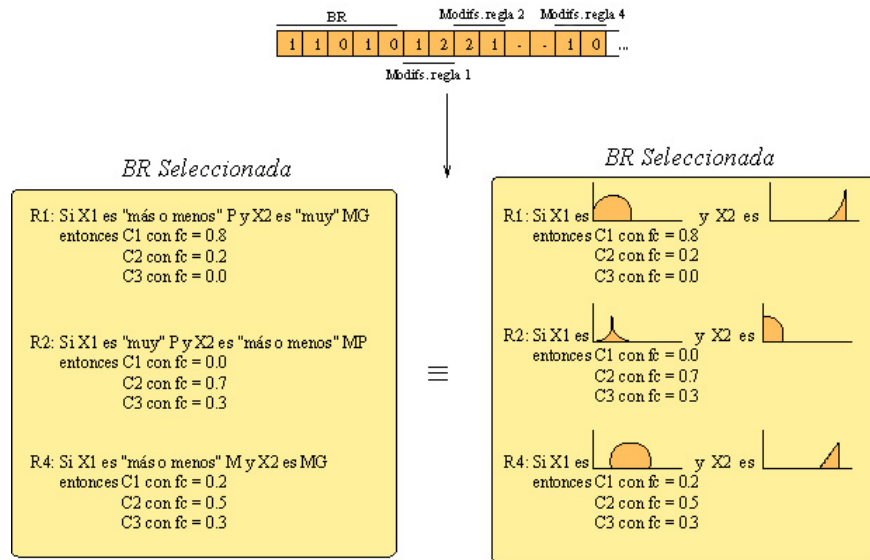 BR
Modifs.regla 2
Modifs.regla 4
1 1 0 1 0 1 2 2 1 - - 1 0 ...
Modifs.regla 1
BR Seleccionada
R1: Si X1 es "más o menos" P y X2 es "muy" MG
entonces C1 con fc = 0.8
C2 con fc = 0.2
C3 con fc = 0.0
R2: Si X1 es "muy" P y X2 es "más o menos" MP
entonces C1 con fc = 0.0
C2 con fc = 0.7
C3 con fc = 0.3
R4: Si X1 es "más o menos" M y X2 es MG
entonces C1 con fc = 0.2
C2 con fc = 0.5
C3 con fc = 0.3
≡
BR Seleccionada
R1: Si X1 es y X2 es
entonces C1 con fc = 0.8
C2 con fc = 0.2
C3 con fc = 0.0
R2: Si X1 es y X2 es
entonces C1 con fc = 0.0
C2 con fc = 0.7
C3 con fc = 0.3
R4: Si X1 es y X2 es
entonces C1 con fc = 0.2
C2 con fc = 0.5
C3 con fc = 0.3